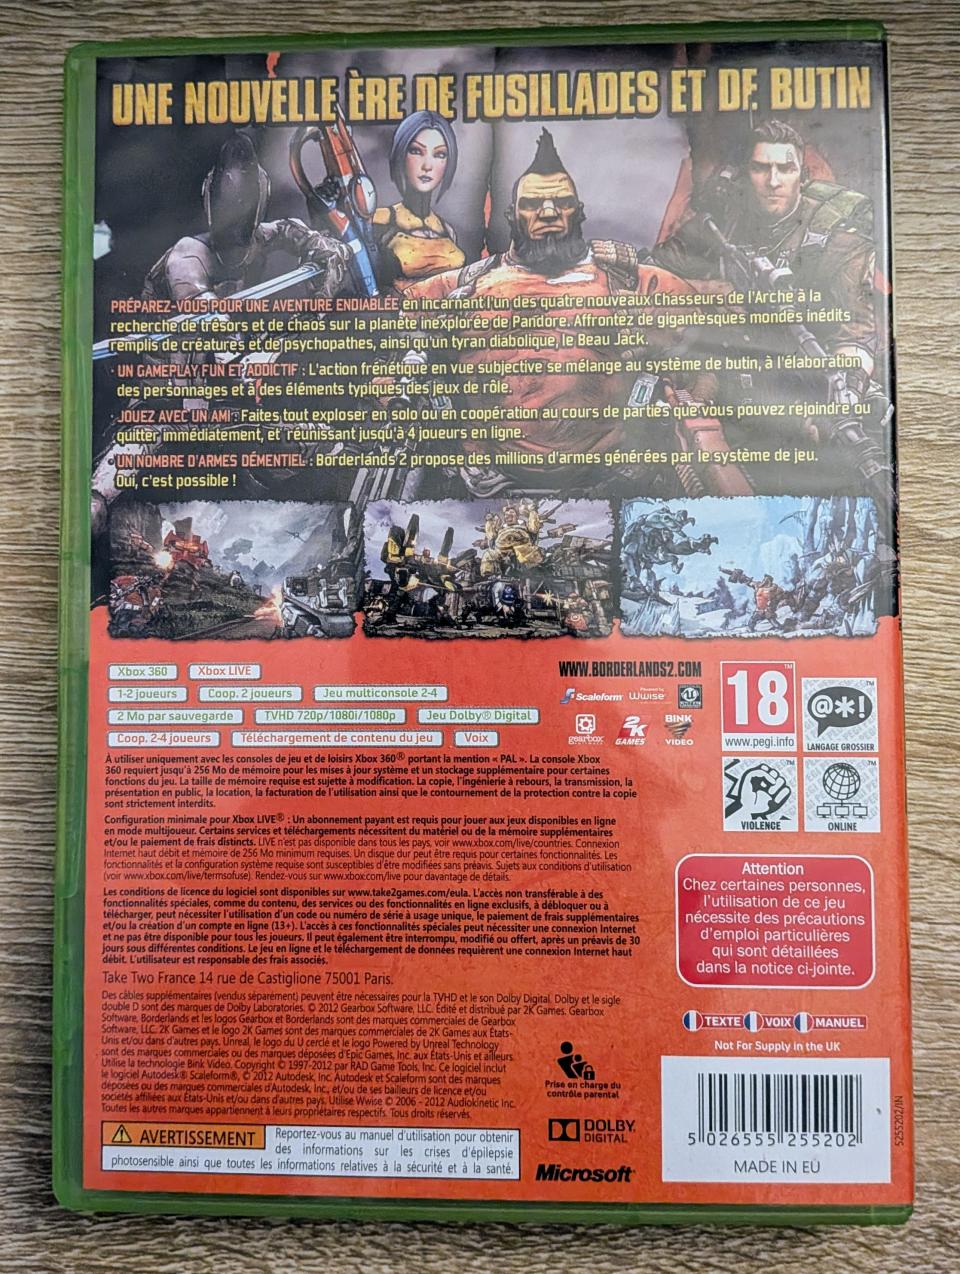 UNE NOUVELLE ÈRE DE FUSILLADES ET DE BUTIN
PRÉPAREZ-VOUS POUR UNE AVENTURE ENDIABLÉE en incarnant l'un des quatre nouveaux Chasseurs de l'Arche à la
recherche de trésors et de chaos sur la planète inexplorée de Pandore. Affrontez de gigantesques mondes inédits
remplis de créatures et de psychopathes, ainsi qu'un tyran diabolique, le Beau Jack.
· UN GAMEPLAY FUN ET ADDICTIF : L'action frénétique en vue subjective se mélange au système de butin, à l'élaboration
des personnages et à des éléments typiques des jeux de rôle.
· JOUEZ AVEC UN AMI : Faites tout exploser en solo ou en coopération au cours de parties que vous pouvez rejoindre ou
quitter immédiatement, et réunissant jusqu'à 4 joueurs en ligne.
· UN NOMBRE D'ARMES DÉMENTIEL : Borderlands 2 propose des millions d'armes générées par le système de jeu.
Oui, c'est possible !
Xbox 360 Xbox LIVE
1-2 joueurs Coop. 2 joueurs Jeu multiconsole 2-4
2 Mo par sauvegarde TVHD 720p/1080i/1080p Jeu Dolby® Digital
Coop. 2-4 joueurs Téléchargement de contenu du jeu Voix
WWW.BORDERLANDS2.COM
Scaleform Powered by Wwise
gearbox 2K GAMES BINK VIDEO
18
www.pegi.info
@*!
LANGAGE GROSSIER
VIOLENCE
ONLINE
À utiliser uniquement avec les consoles de jeu et de loisirs Xbox 360® portant la mention « PAL ». La console Xbox
360 requiert jusqu'à 256 Mo de mémoire pour les mises à jour système et un stockage supplémentaire pour certaines
fonctions du jeu. La taille de mémoire requise est sujette à modification. La copie, l'ingénierie à rebours, la transmission, la
présentation en public, la location, la facturation de l'utilisation ainsi que le contournement de la protection contre la copie
sont strictement interdits.
Configuration minimale pour Xbox LIVE® : Un abonnement payant est requis pour jouer aux jeux disponibles en ligne
en mode multijoueur. Certains services et téléchargements nécessitent du matériel ou de la mémoire supplémentaires
et/ou le paiement de frais distincts. LIVE n'est pas disponible dans tous les pays, voir www.xbox.com/live/countries. Connexion
Internet haut débit et mémoire de 256 Mo minimum requises. Un disque dur peut être requis pour certaines fonctionnalités. Les
fonctionnalités et la configuration système requise sont susceptibles d'être modifiées sans préavis. Sujets aux conditions d'utilisation
(voir www.xbox.com/live/termsofuse). Rendez-vous sur www.xbox.com/live pour davantage de détails.
Les conditions de licence du logiciel sont disponibles sur www.take2games.com/eula. L'accès non transférable à des
fonctionnalités spéciales, comme du contenu, des services ou des fonctionnalités en ligne exclusifs, à débloquer ou à
télécharger, peut nécessiter l'utilisation d'un code ou numéro de série à usage unique, le paiement de frais supplémentaires
et/ou la création d'un compte en ligne (13+). L'accès à ces fonctionnalités spéciales peut nécessiter une connexion Internet
et ne pas être disponible pour tous les joueurs. Il peut également être interrompu, modifié ou offert, après un préavis de 30
jours sous différentes conditions. Le jeu en ligne et le téléchargement de données requièrent une connexion Internet haut
débit. L'utilisateur est responsable des frais associés.
Take Two France 14 rue de Castiglione 75001 Paris.
Des câbles supplémentaires (vendus séparément) peuvent être nécessaires pour la TVHD et le son Dolby Digital. Dolby et le sigle
double D sont des marques de Dolby Laboratories. © 2012 Gearbox Software, LLC. Édité et distribué par 2K Games. Gearbox
Software, Borderlands et les logos Gearbox et Borderlands sont des marques commerciales de Gearbox
Software, LLC. 2K Games et le logo 2K Games sont des marques commerciales de 2K Games aux États-
Unis et/ou dans d'autres pays. Unreal, le logo du U cerclé et le logo Powered by Unreal Technology
sont des marques commerciales ou des marques déposées d'Epic Games, Inc. aux États-Unis et ailleurs.
Utilise la technologie Bink Video. Copyright © 1997-2012 par RAD Game Tools, Inc. Ce logiciel inclut
le logiciel Autodesk® Scaleform®, © 2012 Autodesk, Inc. Autodesk et Scaleform sont des marques
déposées ou des marques commerciales d'Autodesk, Inc., et/ou de ses bailleurs de licence et/ou
sociétés affiliées aux États-Unis et/ou dans d'autres pays. Utilise Wwise © 2006 - 2012 Audiokinetic Inc.
Toutes les autres marques appartiennent à leurs propriétaires respectifs. Tous droits réservés.
Attention
Chez certaines personnes,
l'utilisation de ce jeu
nécessite des précautions
d'emploi particulières
qui sont détaillées
dans la notice ci-jointe.
TEXTE VOIX MANUEL
Not For Supply in the UK
Prise en charge du
contrôle parental
DOLBY
DIGITAL
Microsoft
AVERTISSEMENT Reportez-vous au manuel d'utilisation pour obtenir
des informations sur les crises d'épilepsie
photosensible ainsi que toutes les informations relatives à la sécurité et à la santé.
5 026555 255202
MADE IN EU
5255202/IN